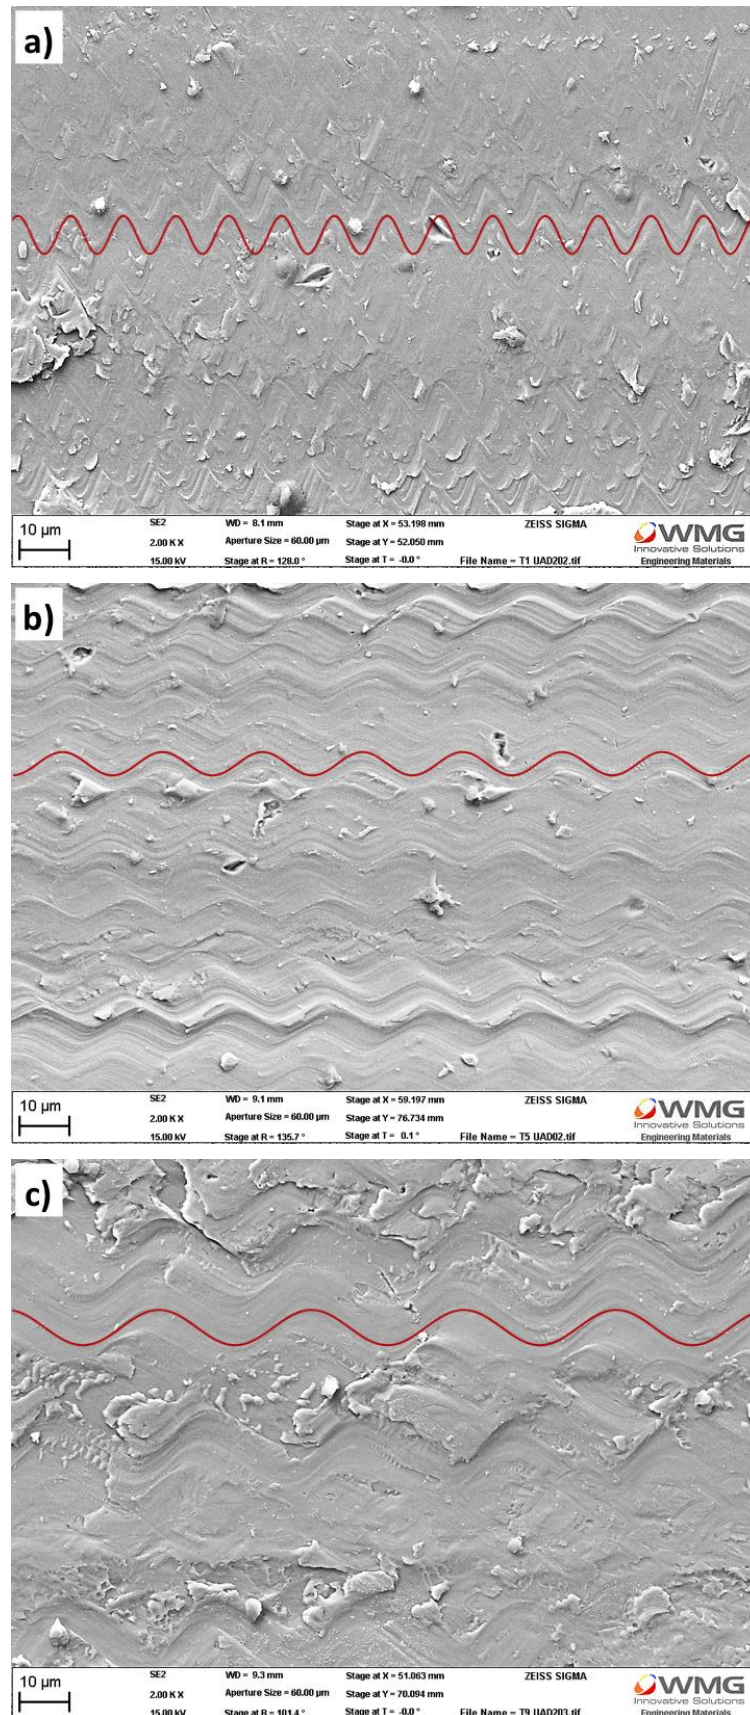 a)
10 µm
SE2
2.00 K X
15.00 kV
WD = 8.1 mm
Aperture Size = 60.00 µm
Stage at R = 128.0 °
Stage at X = 53.198 mm
Stage at Y = 52.050 mm
Stage at T = -0.0 °
ZEISS SIGMA
File Name = T1 UAD202.tif
WMG
Innovative Solutions
Engineering Materials
b)
10 µm
SE2
2.00 K X
15.00 kV
WD = 9.1 mm
Aperture Size = 60.00 µm
Stage at R = 135.7 °
Stage at X = 59.197 mm
Stage at Y = 76.734 mm
Stage at T = 0.1 °
ZEISS SIGMA
File Name = T5 UAD02.tif
WMG
Innovative Solutions
Engineering Materials
c)
10 µm
SE2
2.00 K X
15.00 kV
WD = 9.3 mm
Aperture Size = 60.00 µm
Stage at R = 101.4 °
Stage at X = 51.063 mm
Stage at Y = 70.094 mm
Stage at T = -0.0 °
ZEISS SIGMA
File Name = T9 UAD203.tif
WMG
Innovative Solutions
Engineering Materials